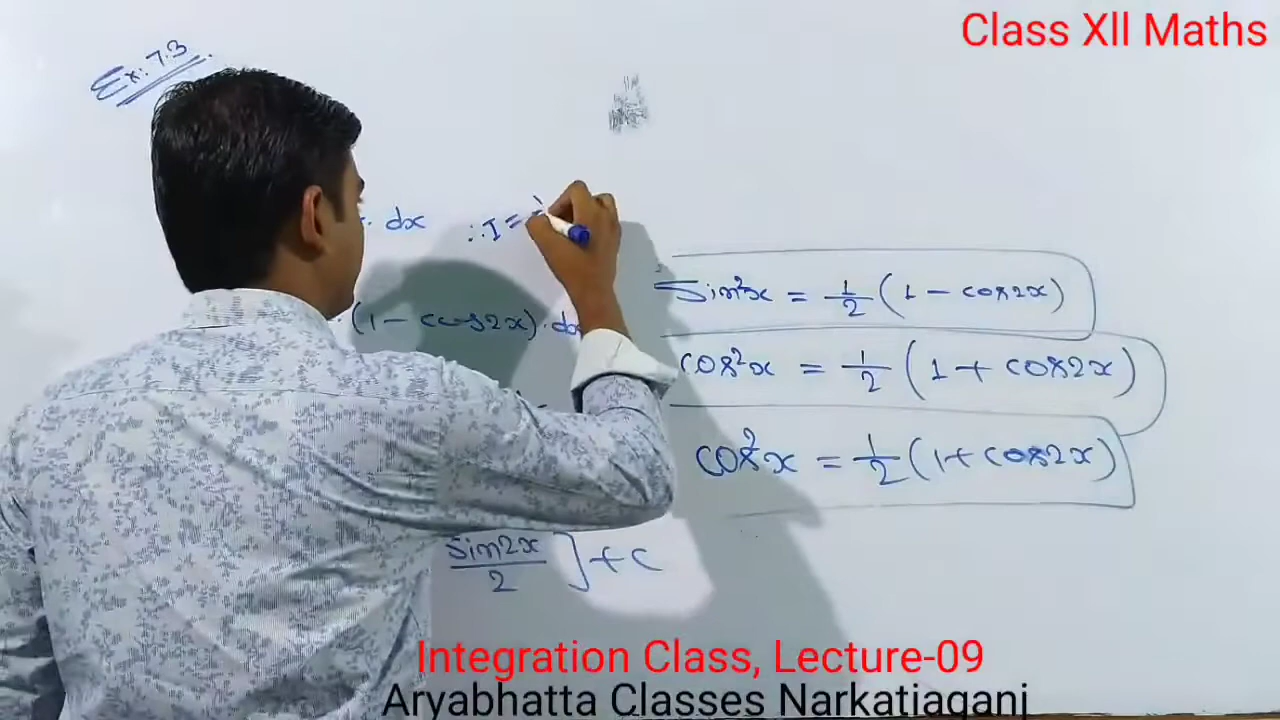 Class Xll Maths
Ex:7.3
dx ∴I =
(1 - cos2x).dx
sin²x = 1/2 (1 - cos2x)
cos²x = 1/2 (1 + cos2x)
cos²x = 1/2 (1 + cos2x)
sin2x/2 ] + c
Integration Class, Lecture-09
Aryabhatta Classes Narkatiaganj